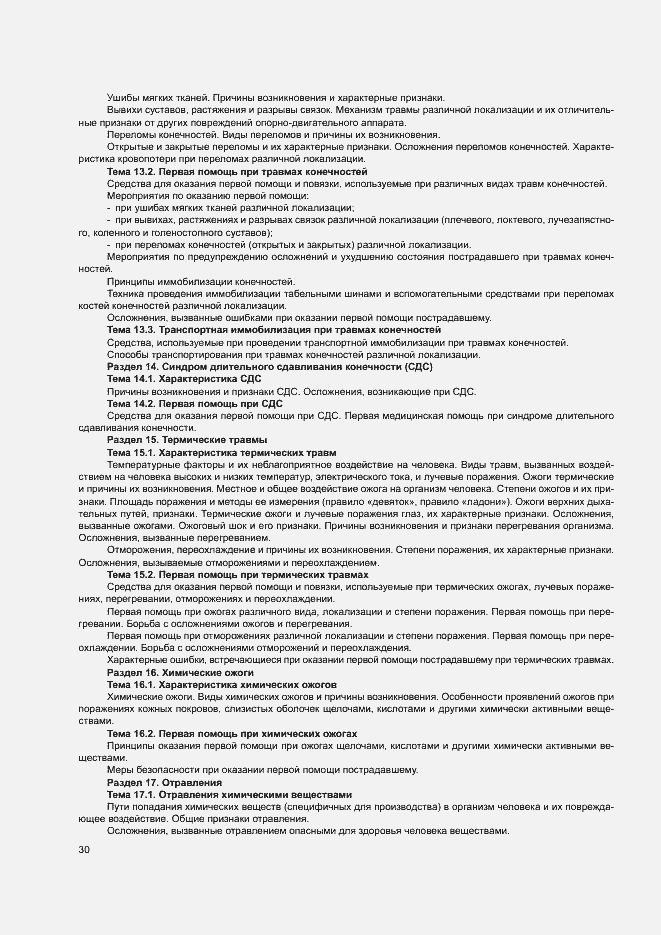 Ушибы мягких тканей. Причины возникновения и характерные признаки.
Вывихи суставов, растяжения и разрывы связок. Механизм травмы различной локализации и их отличитель-
ные признаки от других повреждений опорно-двигательного аппарата.
Переломы конечностей. Виды переломов и причины их возникновения.
Открытые и закрытые переломы и их характерные признаки. Осложнения переломов конечностей. Характе-
ристика кровопотери при переломах различной локализации.
Тема 13.2. Первая помощь при травмах конечностей
Средства для оказания первой помощи и повязки, используемые при различных видах травм конечностей.
Мероприятия по оказанию первой помощи:
- при ушибах мягких тканей различной локализации;
- при вывихах, растяжениях и разрывах связок различной локализации (плечевого, локтевого, лучезапястно-
го, коленного и голеностопного суставов);
- при переломах конечностей (открытых и закрытых) различной локализации.
Мероприятия по предупреждению осложнений и ухудшению состояния пострадавшего при травмах конеч-
ностей.
Принципы иммобилизации конечностей.
Техника проведения иммобилизации табельными шинами и вспомогательными средствами при переломах
костей конечностей различной локализации.
Осложнения, вызванные ошибками при оказании первой помощи пострадавшему.
Тема 13.3. Транспортная иммобилизация при травмах конечностей
Средства, используемые при проведении транспортной иммобилизации при травмах конечностей.
Способы транспортирования при травмах конечностей различной локализации.
Раздел 14. Синдром длительного сдавливания конечности (СДС)
Тема 14.1. Характеристика СДС
Причины возникновения и признаки СДС. Осложнения, возникающие при СДС.
Тема 14.2. Первая помощь при СДС
Средства для оказания первой помощи при СДС. Первая медицинская помощь при синдроме длительного
сдавливания конечности.
Раздел 15. Термические травмы
Тема 15.1. Характеристика термических травм
Температурные факторы и их неблагоприятное воздействие на человека. Виды травм, вызванных воздей-
ствием на человека высоких и низких температур, электрического тока, и лучевые поражения. Ожоги термические
и причины их возникновения. Местное и общее воздействие ожога на организм человека. Степени ожогов и их при-
знаки. Площадь поражения и методы ее измерения (правило «девяток», правило «ладони»). Ожоги верхних дыха-
тельных путей, признаки. Термические ожоги и лучевые поражения глаз, их характерные признаки. Осложнения,
вызванные ожогами. Ожоговый шок и его признаки. Причины возникновения и признаки перегревания организма.
Осложнения, вызванные перегреванием.
Отморожения, переохлаждение и причины их возникновения. Степени поражения, их характерные признаки.
Осложнения, вызываемые отморожениями и переохлаждением.
Тема 15.2. Первая помощь при термических травмах
Средства для оказания первой помощи и повязки, используемые при термических ожогах, лучевых пораже-
ниях, перегревании, отморожениях и переохлаждении.
Первая помощь при ожогах различного вида, локализации и степени поражения. Первая помощь при пере-
гревании. Борьба с осложнениями ожогов и перегревания.
Первая помощь при отморожениях различной локализации и степени поражения. Первая помощь при пере-
охлаждении. Борьба с осложнениями отморожений и переохлаждения.
Характерные ошибки, встречающиеся при оказании первой помощи пострадавшему при термических травмах.
Раздел 16. Химические ожоги
Тема 16.1. Характеристика химических ожогов
Химические ожоги. Виды химических ожогов и причины возникновения. Особенности проявлений ожогов при
поражениях кожных покровов, слизистых оболочек щелочами, кислотами и другими химически активными веще-
ствами.
Тема 16.2. Первая помощь при химических ожогах
Принципы оказания первой помощи при ожогах щелочами, кислотами и другими химически активными ве-
ществами.
Меры безопасности при оказании первой помощи пострадавшему.
Раздел 17. Отравления
Тема 17.1. Отравления химическими веществами
Пути попадания химических веществ (специфичных для производства) в организм человека и их поврежда-
ющее воздействие. Общие признаки отравления.
Осложнения, вызванные отравлением опасными для здоровья человека веществами.
30